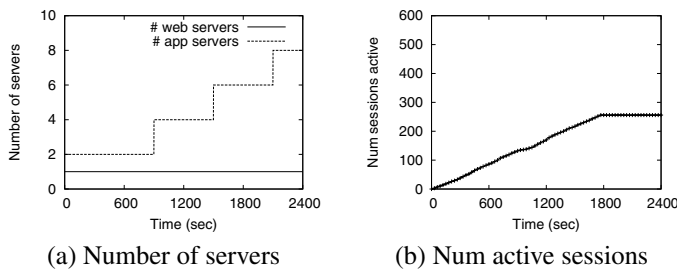 # web servers
# app servers
Number of servers
10
8
6
4
2
0
0 600 1200 1800 2400
Time (sec)
(a) Number of servers
Num sessions active
600
500
400
300
200
100
0
0 600 1200 1800 2400
Time (sec)
(b) Num active sessions